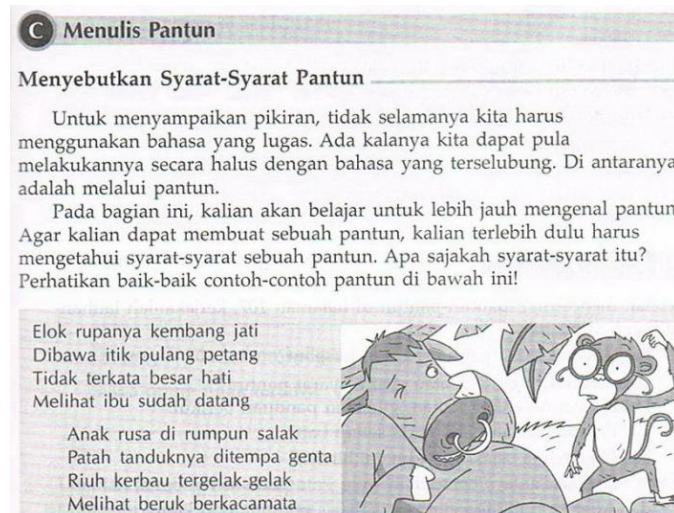 C Menulis Pantun
Menyebutkan Syarat-Syarat Pantun
Untuk menyampaikan pikiran, tidak selamanya kita harus
menggunakan bahasa yang lugas. Ada kalanya kita dapat pula
melakukannya secara halus dengan bahasa yang terselubung. Di antaranya
adalah melalui pantun.
Pada bagian ini, kalian akan belajar untuk lebih jauh mengenal pantun
Agar kalian dapat membuat sebuah pantun, kalian terlebih dulu harus
mengetahui syarat-syarat sebuah pantun. Apa sajakah syarat-syarat itu?
Perhatikan baik-baik contoh-contoh pantun di bawah ini!
Elok rupanya kembang jati
Dibawa itik pulang petang
Tidak terkata besar hati
Melihat ibu sudah datang
Anak rusa di rumpun salak
Patah tanduknya ditempa genta
Riuh kerbau tergelak-gelak
Melihat beruk berkacamata